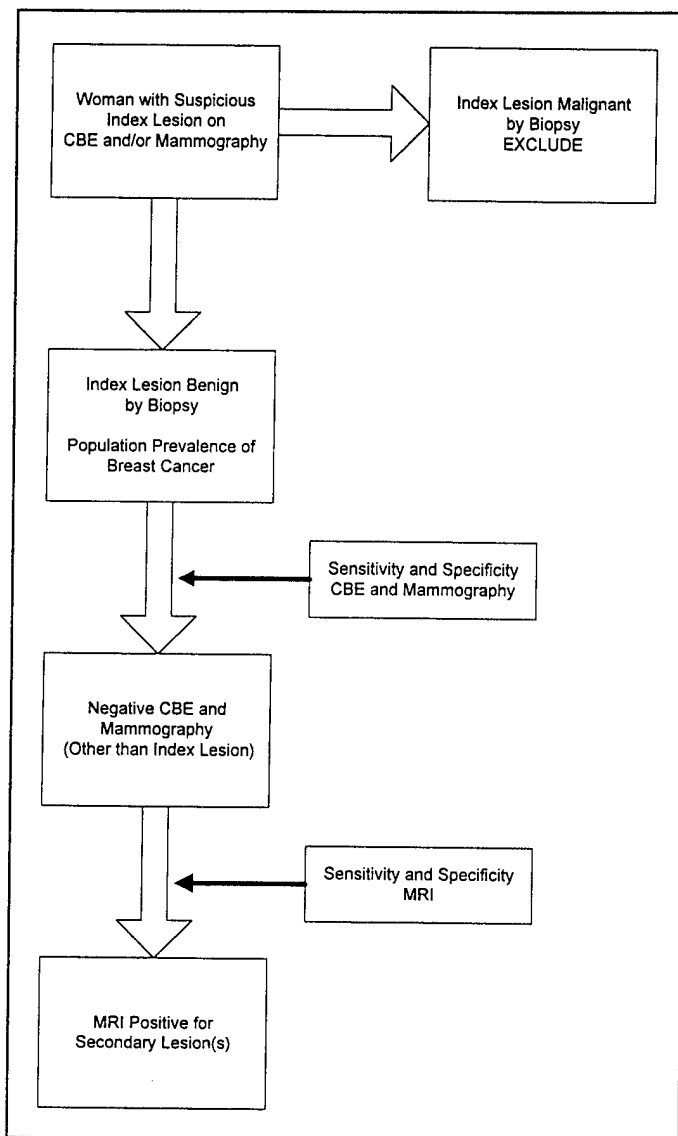 Woman with Suspicious
Index Lesion on
CBE and/or Mammography
Index Lesion Malignant
by Biopsy
EXCLUDE
Index Lesion Benign
by Biopsy
Population Prevalence of
Breast Cancer
Sensitivity and Specificity
CBE and Mammography
Negative CBE and
Mammography
(Other than Index Lesion)
Sensitivity and Specificity
MRI
MRI Positive for
Secondary Lesion(s)